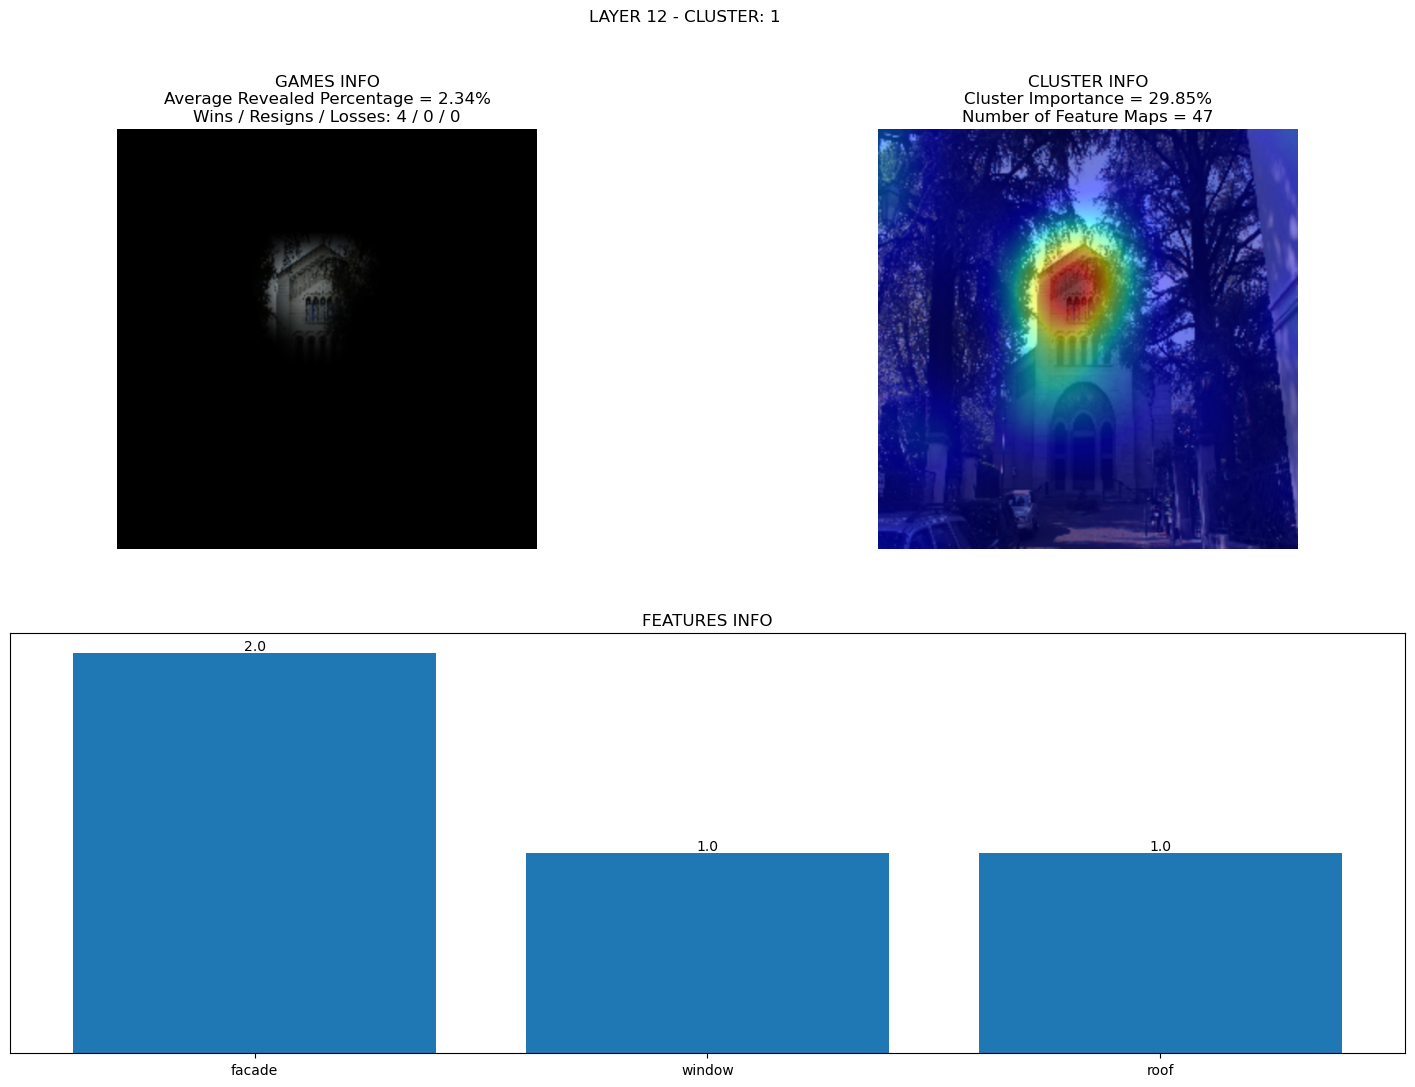 LAYER 12 - CLUSTER: 1
GAMES INFO
Average Revealed Percentage = 2.34%
Wins / Resigns / Losses: 4 / 0 / 0
CLUSTER INFO
Cluster Importance = 29.85%
Number of Feature Maps = 47
FEATURES INFO
2.0
1.0
1.0
facade
window
roof